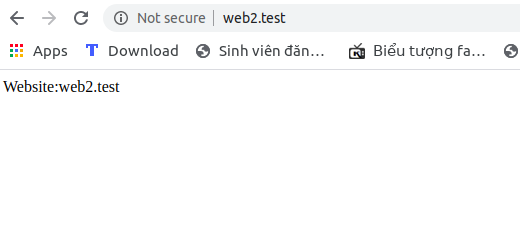 Not secure | web2.test
Apps Download Sinh viên đăn... Biểu tượng fa...
Website:web2.test